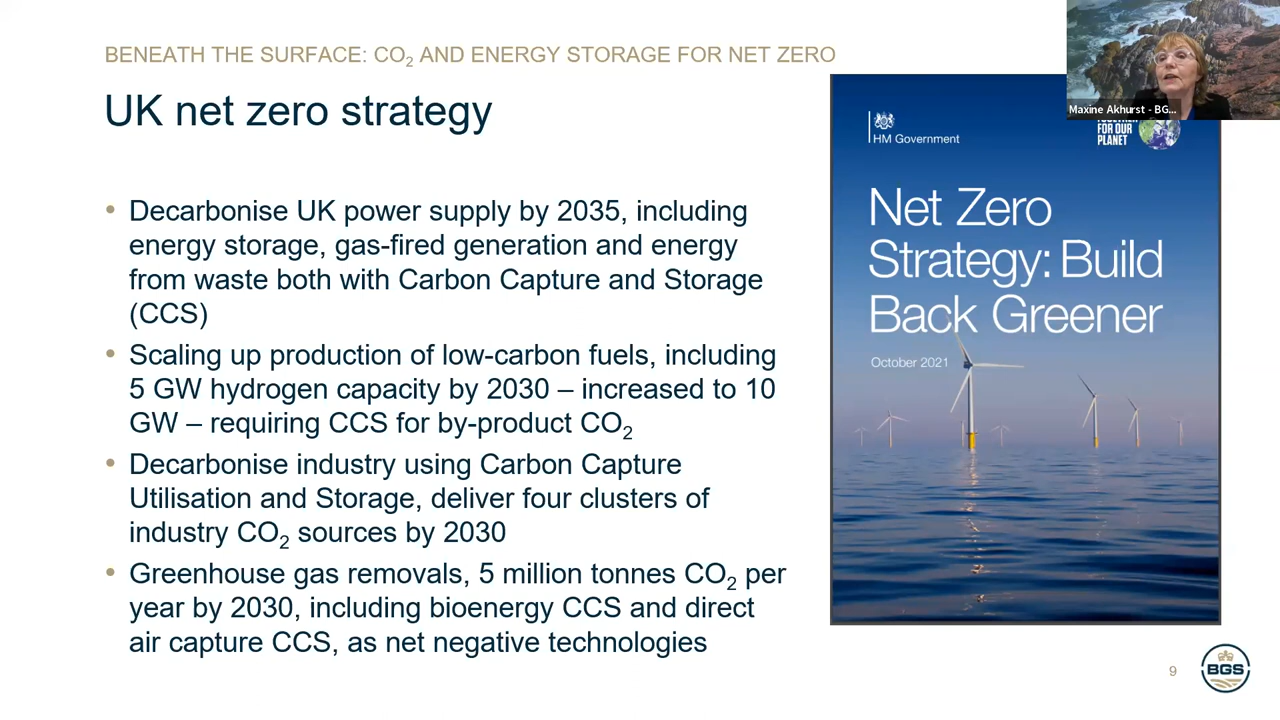 BENEATH THE SURFACE: CO₂ AND ENERGY STORAGE FOR NET ZERO
UK net zero strategy
• Decarbonise UK power supply by 2035, including
energy storage, gas-fired generation and energy
from waste both with Carbon Capture and Storage
(CCS)
• Scaling up production of low-carbon fuels, including
5 GW hydrogen capacity by 2030 – increased to 10
GW – requiring CCS for by-product CO₂
• Decarbonise industry using Carbon Capture
Utilisation and Storage, deliver four clusters of
industry CO₂ sources by 2030
• Greenhouse gas removals, 5 million tonnes CO₂ per
year by 2030, including bioenergy CCS and direct
air capture CCS, as net negative technologies
Maxine Akhurst - BG...
HM Government
FOR OUR
PLANET
Net Zero
Strategy: Build
Back Greener
October 2021
9
BGS